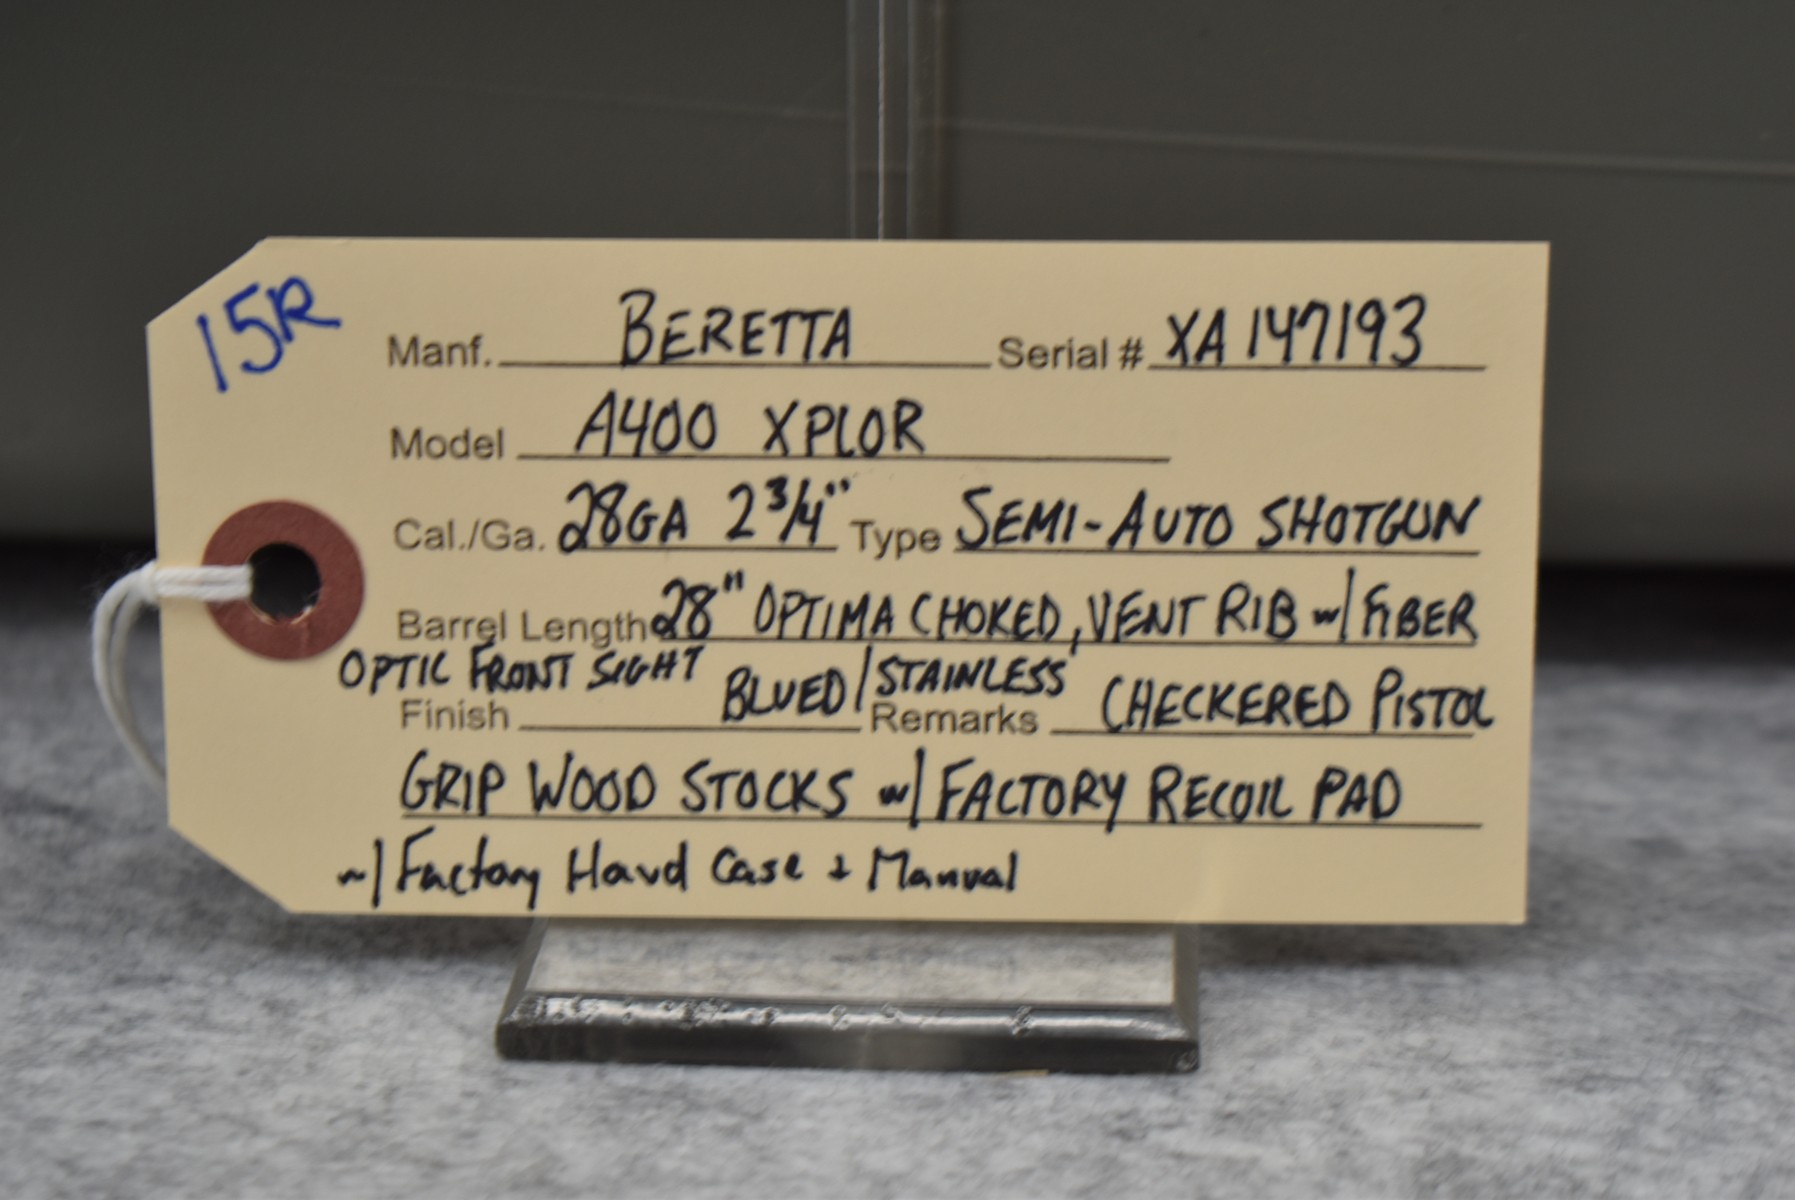 15R
Manf. BERETTA Serial # XA147193
Model A400 XPLOR
Cal./Ga. 28GA 2 3/4" Type SEMI-AUTO SHOTGUN
Barrel Length 28" OPTIMA CHOKED, VENT RIB w/ FIBER
OPTIC FRONT SIGHT
Finish BLUED/STAINLESS Remarks CHECKERED PISTOL
GRIP WOOD STOCKS w/ FACTORY RECOIL PAD
w/ Factory Hard Case + Manual